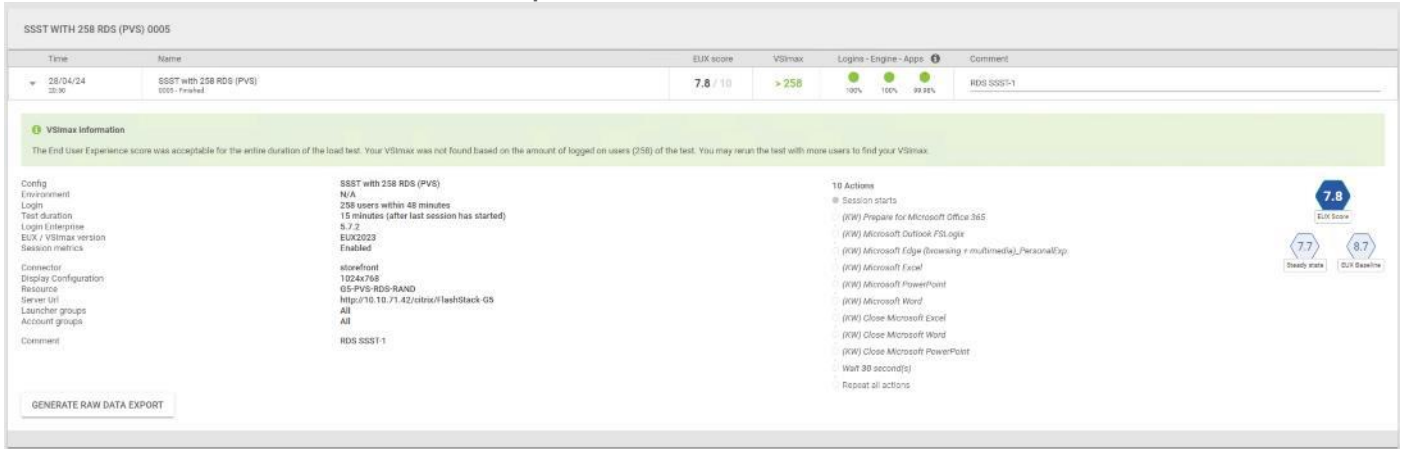 SSST WITH 258 RDS (PVS) 0005
Time Name EUX score VSImax Logins - Engine - Apps Comment
28/04/24 SSST with 258 RDS (PVS) 7.8 / 10 > 258 RDS SSST-1
0005 - Finished 100% 100% 99.98%
VSImax information
The End User Experience score was acceptable for the entire duration of the load test. Your VSImax was not found based on the amount of logged on users (258) of the test. You may rerun the test with more users to find your VSImax.
Config SSST with 258 RDS (PVS)
Environment N/A
Login 258 users within 48 minutes
Test duration 15 minutes (after last session has started)
Login Enterprise 5.7.2
EUX / VSImax version EUX2023
Session metrics Enabled
Connector storefront
Display Configuration 1024x768
Resource G5-PVS-RDS-RAND
Server Url http://10.10.71.42/citrix/FlashStack-G5
Launcher groups All
Account groups All
Comment RDS SSST-1
10 Actions
Session starts
(KW) Prepare for Microsoft Office 365
(KW) Microsoft Outlook FSLogix
(KW) Microsoft Edge (browsing + multimedia)_PersonalExp.
(KW) Microsoft Excel
(KW) Microsoft PowerPoint
(KW) Microsoft Word
(KW) Close Microsoft Excel
(KW) Close Microsoft Word
(KW) Close Microsoft PowerPoint
Wait 30 second(s)
Repeat all actions
7.8
EUX Score
7.7 8.7
Steady state EUX Baseline
GENERATE RAW DATA EXPORT